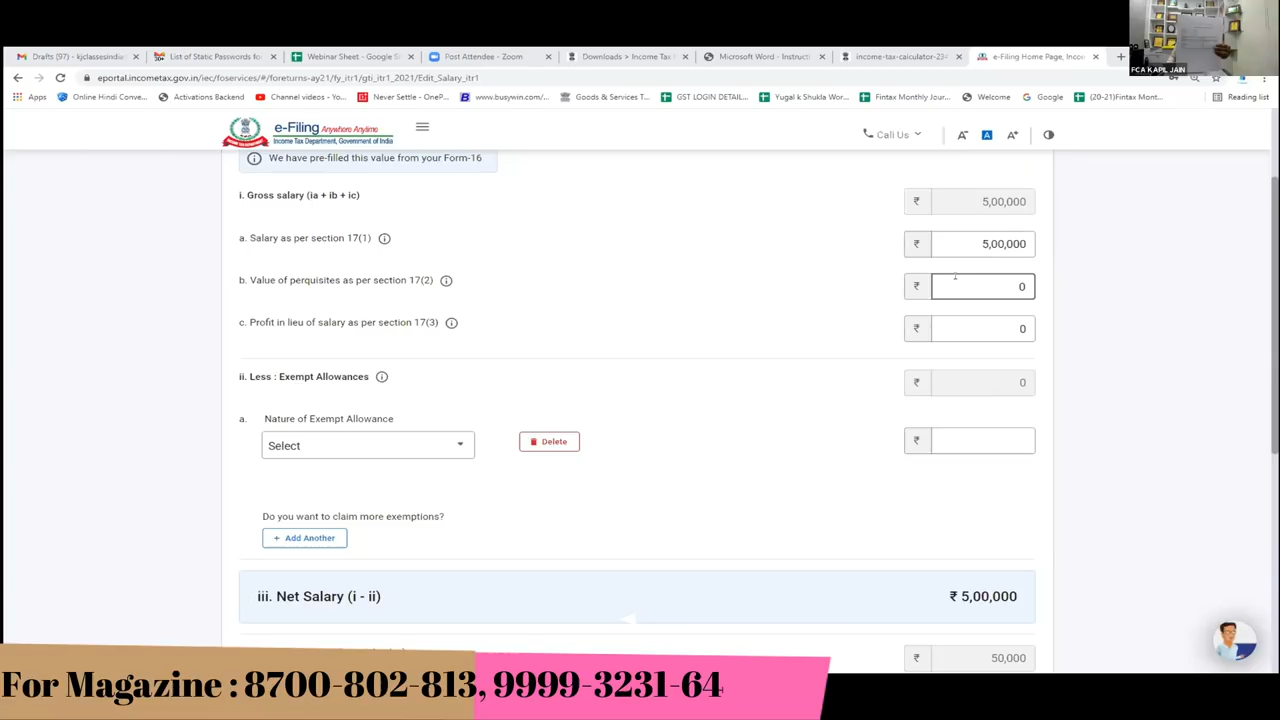 Drafts (97) - kjclassesindia
List of Static Passwords fo
Webinar Sheet - Google S
Post Attendee - Zoom
Downloads > Income Tax
Microsoft Word - Instructi
income-tax-calculator-234
e-Filing Home Page, Inco
FCA KAPIL JAIN
eportal.incometax.gov.in/iec/foservices/#/foreturns-ay21/fy_itr1/gti_itr1_2021/Edit_Salary_itr1
Apps
Online Hindi Conve...
Activations Backend
Channel videos - Yo...
Never Settle - OneP...
www.busywin.com/...
Goods & Services T...
GST LOGIN DETAIL...
Yugal k Shukla Wor...
Fintax Monthly Jour...
Welcome
Google
(20-21)Fintax Mont...
Reading list
e-Filing Anywhere Anytime
Income Tax Department, Government of India
Call Us
A-
A
A+
We have pre-filled this value from your Form-16
i. Gross salary (ia + ib + ic)
₹ 5,00,000
a. Salary as per section 17(1)
₹ 5,00,000
b. Value of perquisites as per section 17(2)
₹ 0
c. Profit in lieu of salary as per section 17(3)
₹ 0
ii. Less : Exempt Allowances
₹ 0
a. Nature of Exempt Allowance
Select
Delete
₹
Do you want to claim more exemptions?
+ Add Another
iii. Net Salary (i - ii)
₹ 5,00,000
₹ 50,000
For Magazine : 8700-802-813, 9999-3231-64